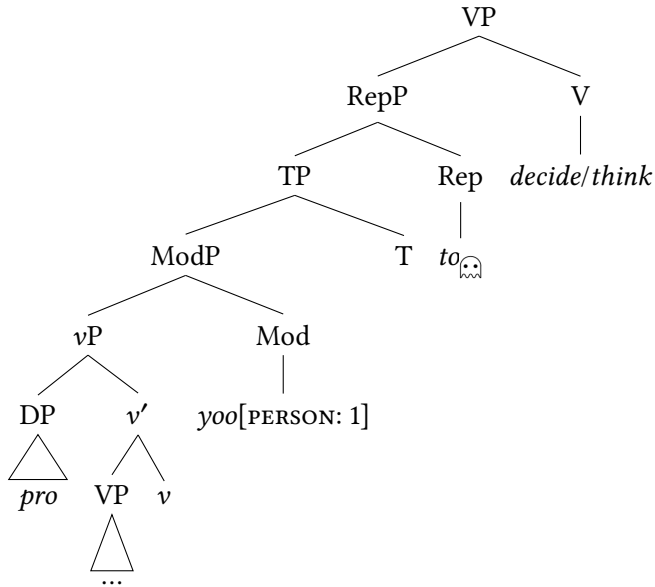 VP
RepP V
TP Rep decide/think
ModP T to
vP Mod
DP v′ yoo[PERSON: 1]
pro VP v
...